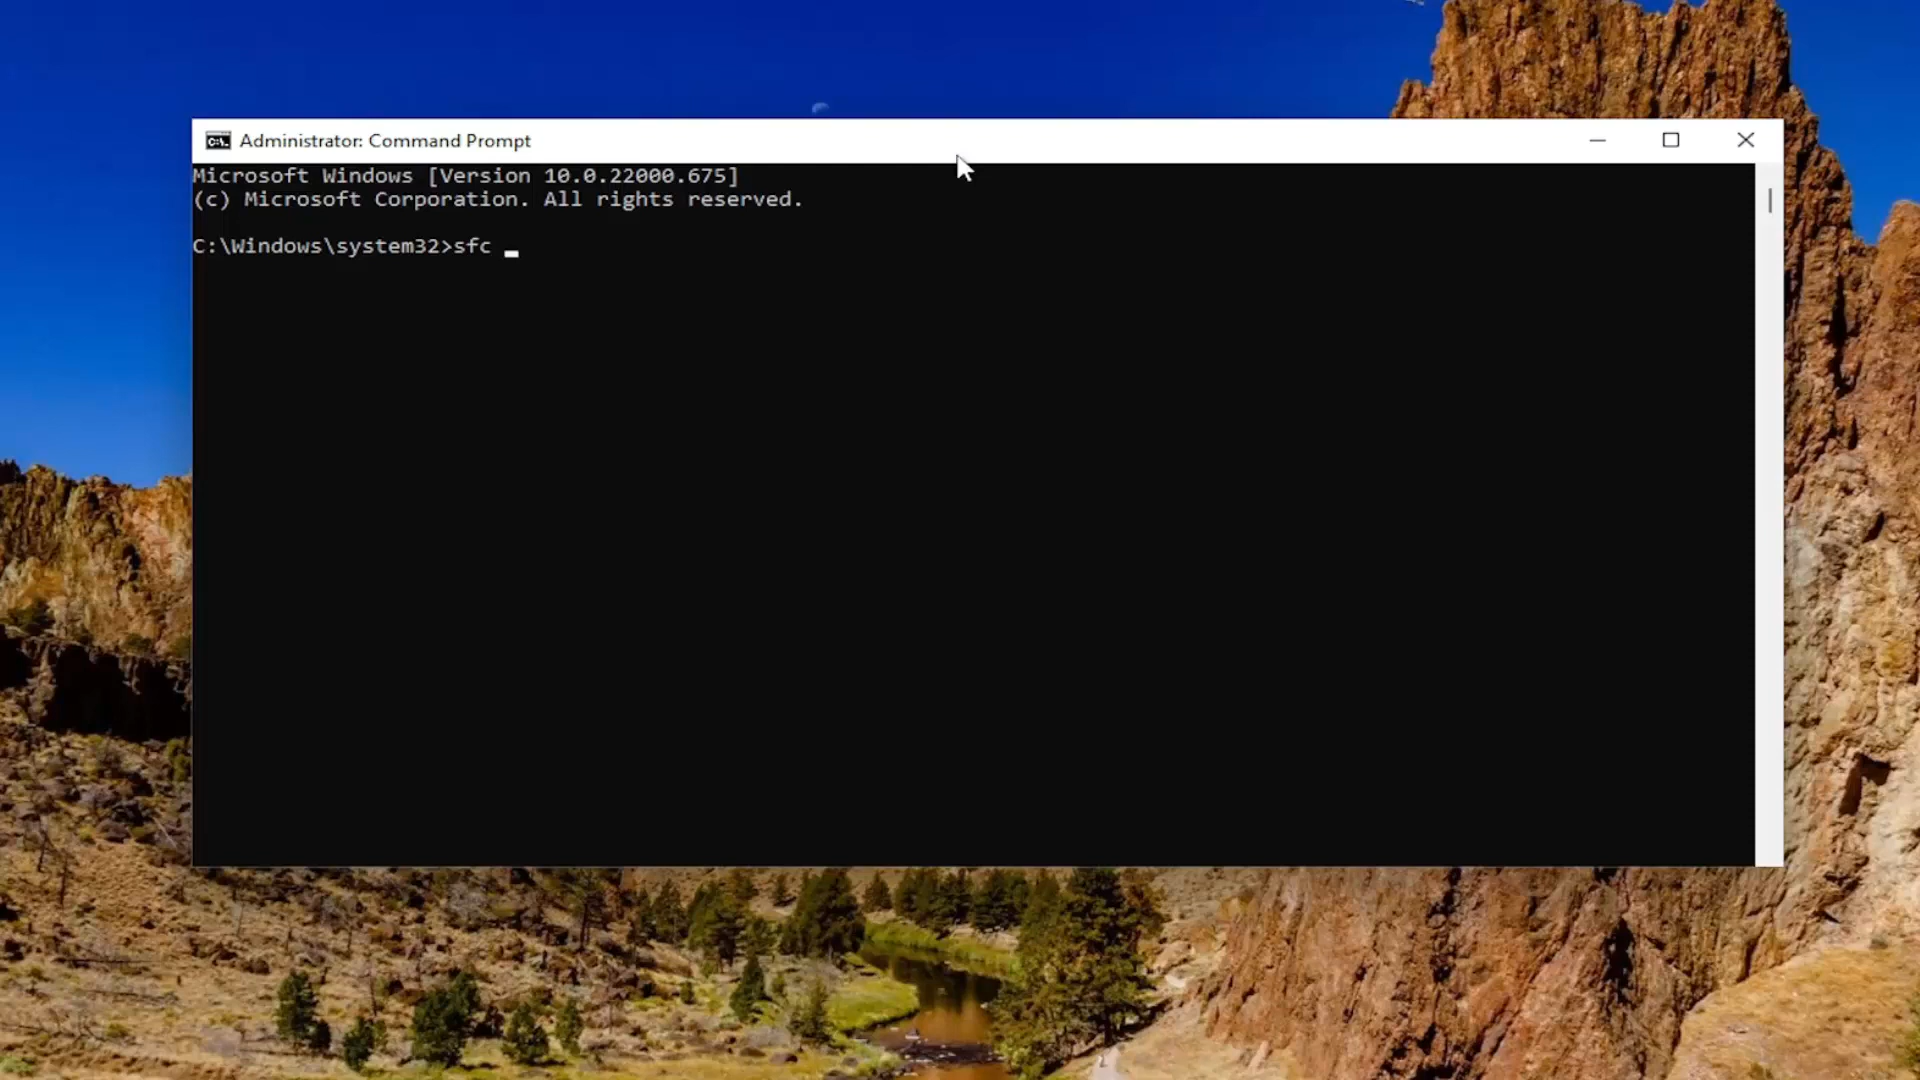 Administrator: Command Prompt
Microsoft Windows [Version 10.0.22000.675]
(c) Microsoft Corporation. All rights reserved.
C:\Windows\system32>sfc